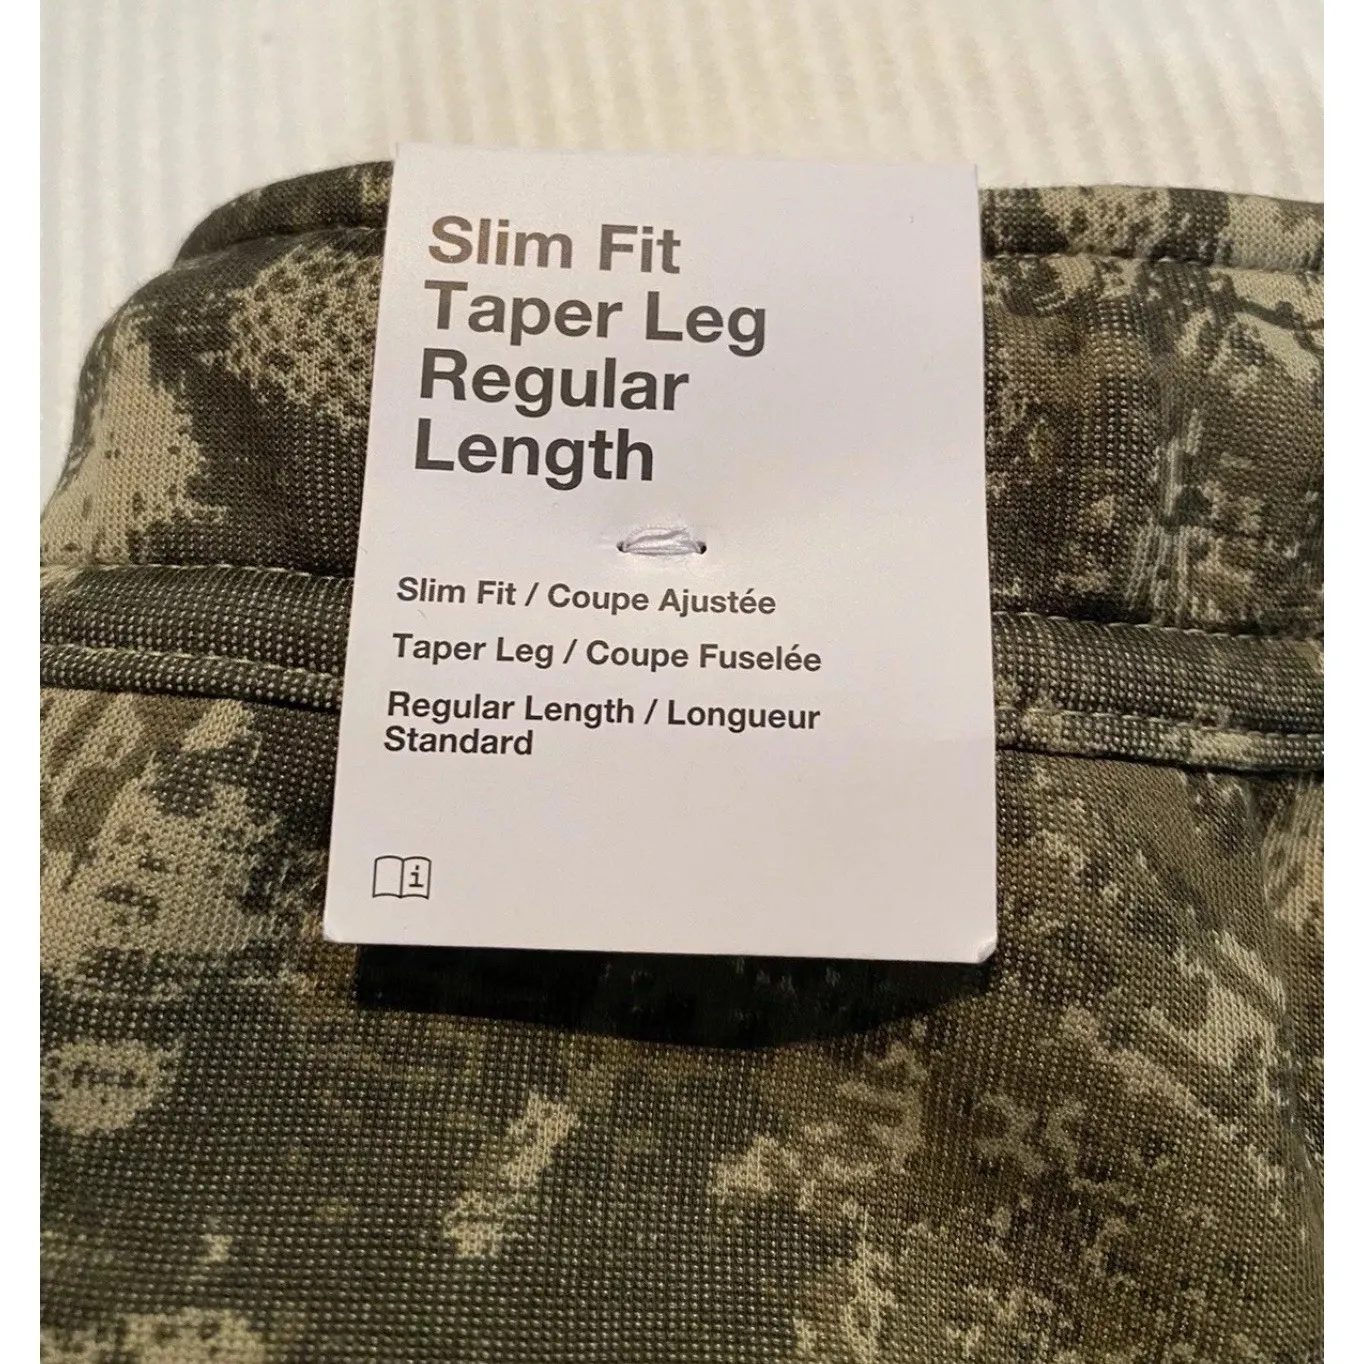 Slim Fit
Taper Leg
Regular
Length
Slim Fit / Coupe Ajustée
Taper Leg / Coupe Fuselée
Regular Length / Longueur
Standard
i